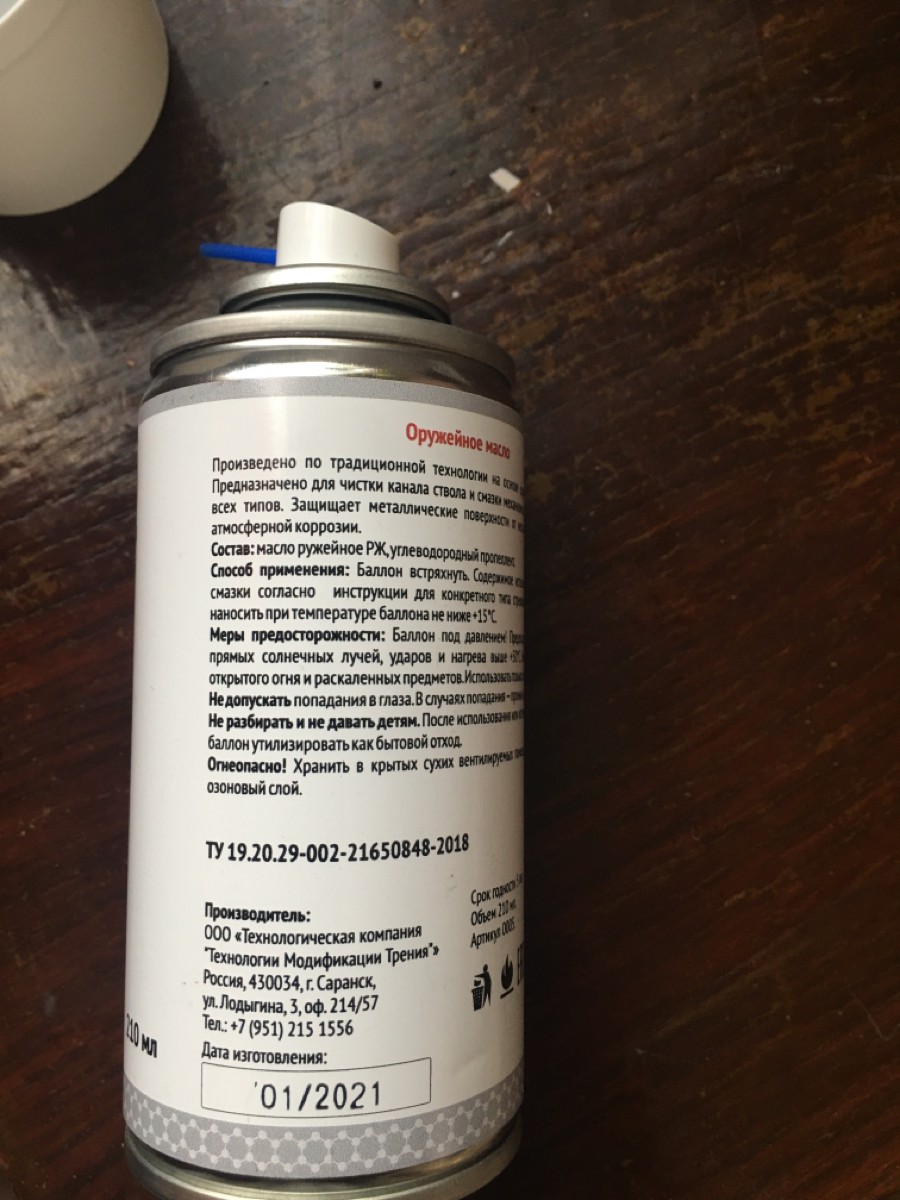 Оружейное масло
Произведено по традиционной технологии на основе
Предназначено для чистки канала ствола и смазки
всех типов. Защищает металлические поверхности от
атмосферной коррозии.
Состав: масло ружейное РЖ, углеводородный пропеллент.
Способ применения: Баллон встряхнуть. Содержимое
смазки согласно инструкции для конкретного типа
наносить при температуре баллона не ниже +15°С.
Меры предосторожности: Баллон под давлением!
прямых солнечных лучей, ударов и нагрева выше +50°С,
открытого огня и раскаленных предметов. Использовать
Не допускать попадания в глаза. В случаях попадания –
Не разбирать и не давать детям. После использования
баллон утилизировать как бытовой отход.
Огнеопасно! Хранить в крытых сухих вентилируемых
озоновый слой.
ТУ 19.20.29-002-21650848-2018
Производитель:
ООО «Технологическая компания
"Технологии Модификации Трения"»
Россия, 430034, г. Саранск,
ул. Лодыгина, 3, оф. 214/57
Тел.: +7 (951) 215 1556
Дата изготовления:
01/2021
Срок годности
Объем 210 мл.
Артикул 0005.
210 мл